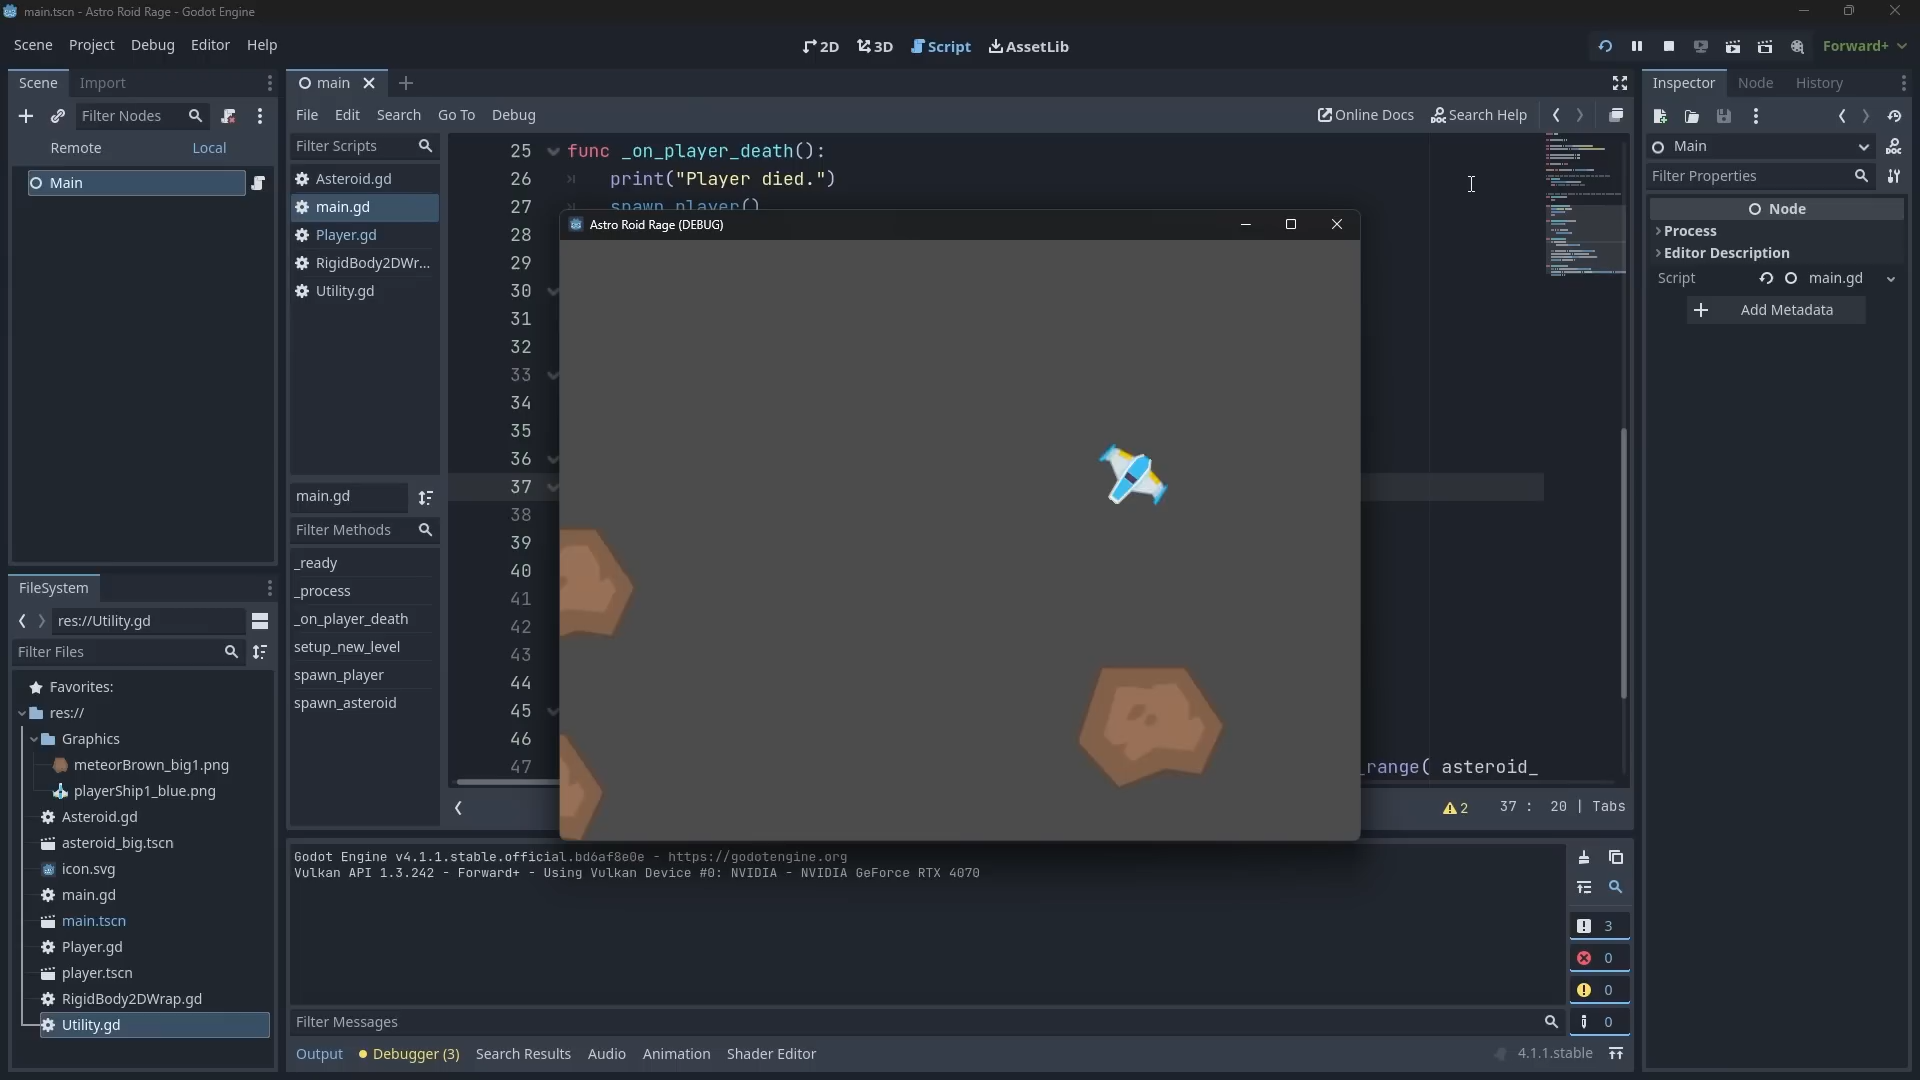 main.tscn - Astro Roid Rage - Godot Engine
Scene Project Debug Editor Help
2D 3D Script AssetLib
Forward+
Scene Import
Filter Nodes
Remote Local
Main
main
File Edit Search Go To Debug
Online Docs Search Help
Filter Scripts
Asteroid.gd
main.gd
Player.gd
RigidBody2DWr...
Utility.gd
main.gd
Filter Methods
_ready
_process
_on_player_death
setup_new_level
spawn_player
spawn_asteroid
25 func _on_player_death():
26 print("Player died.")
27 spawn_player()
28
29
30
31
32
33
34
35
36
37
38
39
40
41
42
43
44
45
46
47 _range( asteroid_
Astro Roid Rage (DEBUG)
2 37 : 20 | Tabs
Inspector Node History
Main
Filter Properties
Node
Process
Editor Description
Script main.gd
Add Metadata
FileSystem
res://Utility.gd
Filter Files
Favorites:
res://
Graphics
meteorBrown_big1.png
playerShip1_blue.png
Asteroid.gd
asteroid_big.tscn
icon.svg
main.gd
main.tscn
Player.gd
player.tscn
RigidBody2DWrap.gd
Utility.gd
Godot Engine v4.1.1.stable.official.bd6af8e0e - https://godotengine.org
Vulkan API 1.3.242 - Forward+ - Using Vulkan Device #0: NVIDIA - NVIDIA GeForce RTX 4070
3
0
0
0
Filter Messages
Output Debugger (3) Search Results Audio Animation Shader Editor
4.1.1.stable